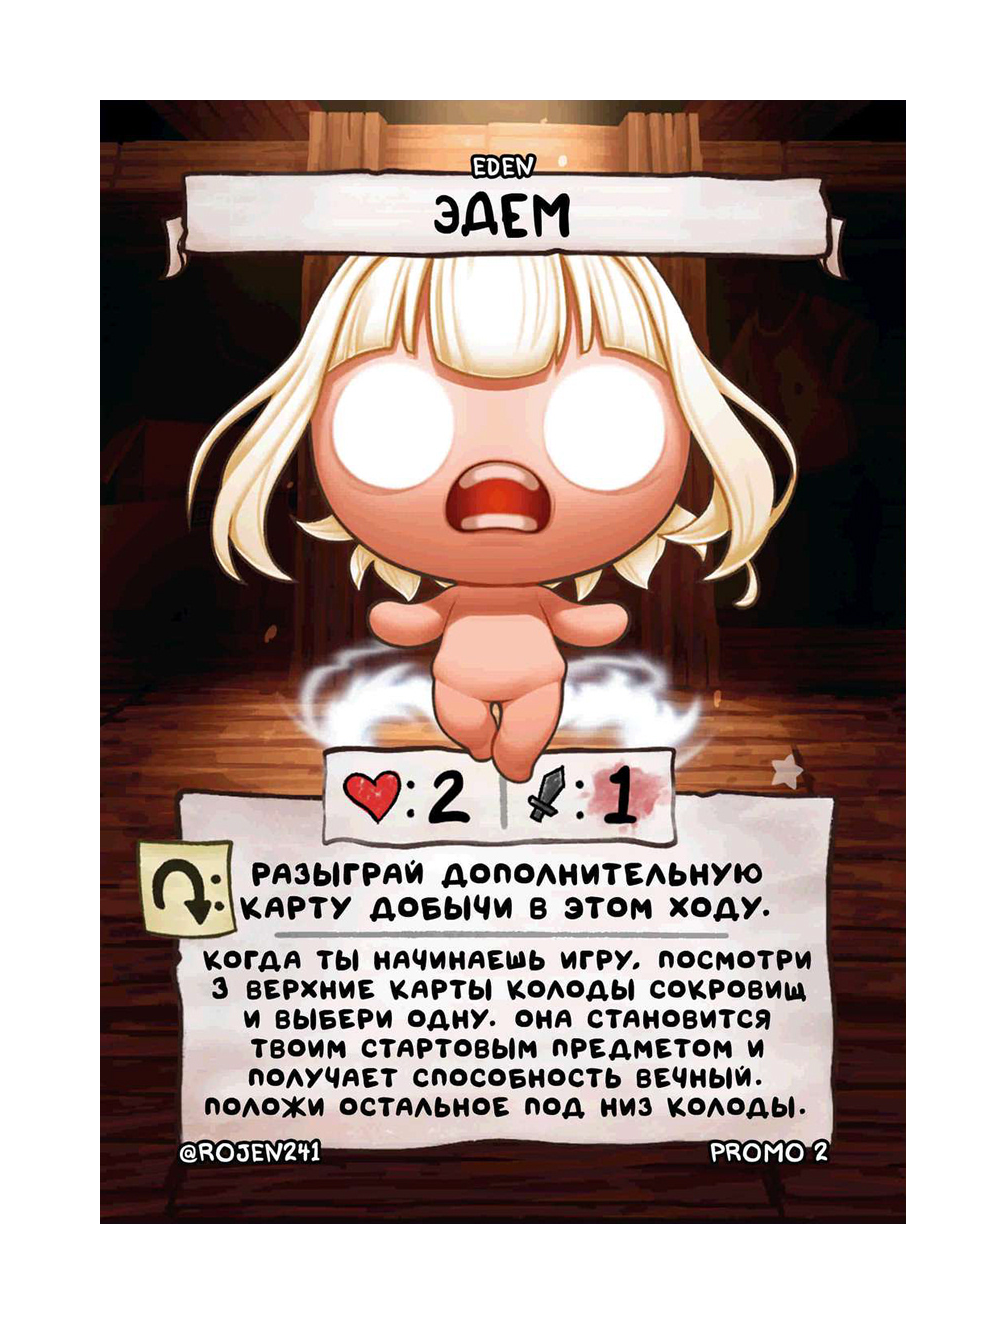 EDEN
ЭДЕМ
:2 :1
РАЗЫГРАЙ ДОПОЛНИТЕЛЬНУЮ
КАРТУ ДОБЫЧИ В ЭТОМ ХОДУ.
КОГДА ТЫ НАЧИНАЕШЬ ИГРУ, ПОСМОТРИ
3 ВЕРХНИЕ КАРТЫ КОЛОДЫ СОКРОВИЩ
И ВЫБЕРИ ОДНУ. ОНА СТАНОВИТСЯ
ТВОИМ СТАРТОВЫМ ПРЕДМЕТОМ И
ПОЛУЧАЕТ СПОСОБНОСТЬ ВЕЧНЫЙ.
ПОЛОЖИ ОСТАЛЬНОЕ ПОД НИЗ КОЛОДЫ.
@ROJEN241 PROMO 2